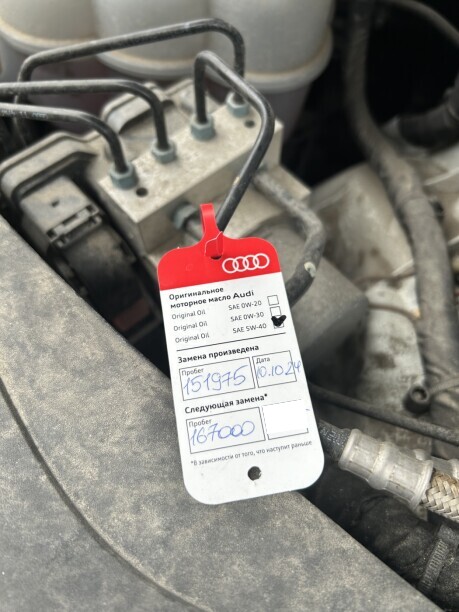 Оригинальное
моторное масло Audi
Original Oil SAE 0W-20
Original Oil SAE 0W-30
Original Oil SAE 5W-40
Замена произведена
Пробег Дата
151975 10.10.24
Следующая замена*
Пробег
167000
*В зависимости от того, что наступит раньше